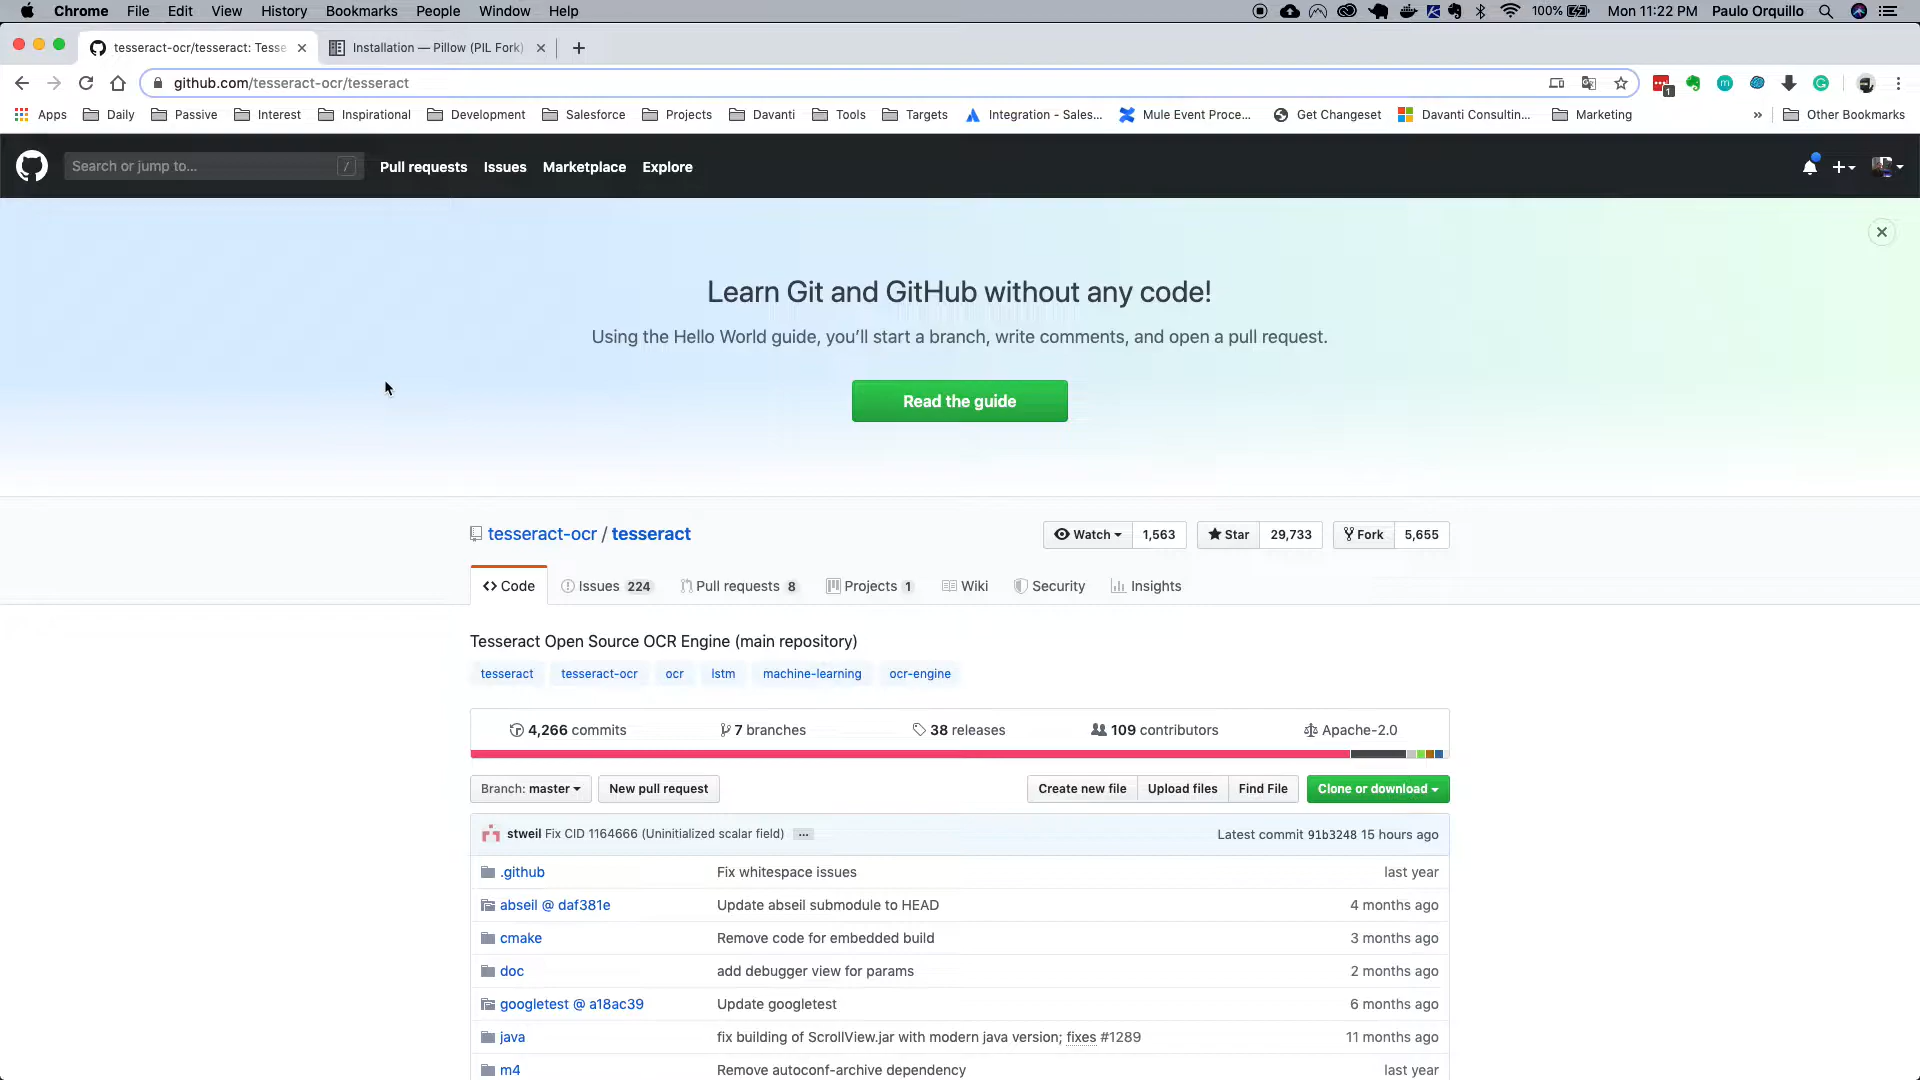 Chrome File Edit View History Bookmarks People Window Help 100% Mon 11:22 PM Paulo Orquillo
tesseract-ocr/tesseract: Tesse Installation — Pillow (PIL Fork)
github.com/tesseract-ocr/tesseract 1
Apps Daily Passive Interest Inspirational Development Salesforce Projects Davanti Tools Targets Integration - Sales... Mule Event Proce... Get Changeset Davanti Consultin... Marketing » Other Bookmarks
Search or jump to... / Pull requests Issues Marketplace Explore
Learn Git and GitHub without any code!
Using the Hello World guide, you’ll start a branch, write comments, and open a pull request.
Read the guide
tesseract-ocr / tesseract Watch 1,563 Star 29,733 Fork 5,655
Code Issues 224 Pull requests 8 Projects 1 Wiki Security Insights
Tesseract Open Source OCR Engine (main repository)
tesseract tesseract-ocr ocr lstm machine-learning ocr-engine
4,266 commits 7 branches 38 releases 109 contributors Apache-2.0
Branch: master New pull request Create new file Upload files Find File Clone or download
stweil Fix CID 1164666 (Uninitialized scalar field) ... Latest commit 91b3248 15 hours ago
.github Fix whitespace issues last year
abseil @ daf381e Update abseil submodule to HEAD 4 months ago
cmake Remove code for embedded build 3 months ago
doc add debugger view for params 2 months ago
googletest @ a18ac39 Update googletest 6 months ago
java fix building of ScrollView.jar with modern java version; fixes #1289 11 months ago
m4 Remove autoconf-archive dependency last year